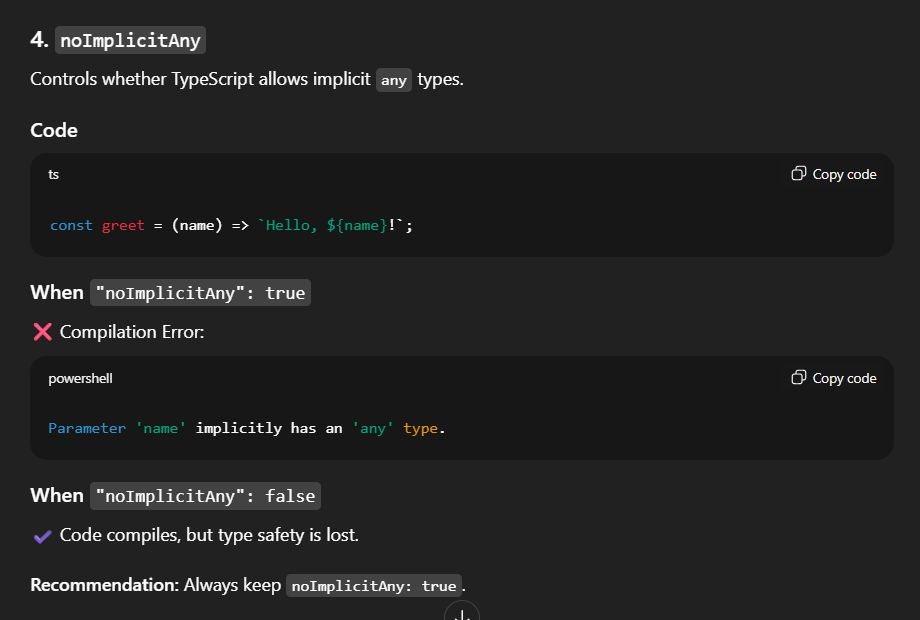 4. noImplicitAny
Controls whether TypeScript allows implicit any types.
Code
ts
Copy code
const greet = (name) => `Hello, ${name}!`;
When "noImplicitAny": true
❌ Compilation Error:
powershell
Copy code
Parameter 'name' implicitly has an 'any' type.
When "noImplicitAny": false
✔ Code compiles, but type safety is lost.
Recommendation: Always keep noImplicitAny: true.